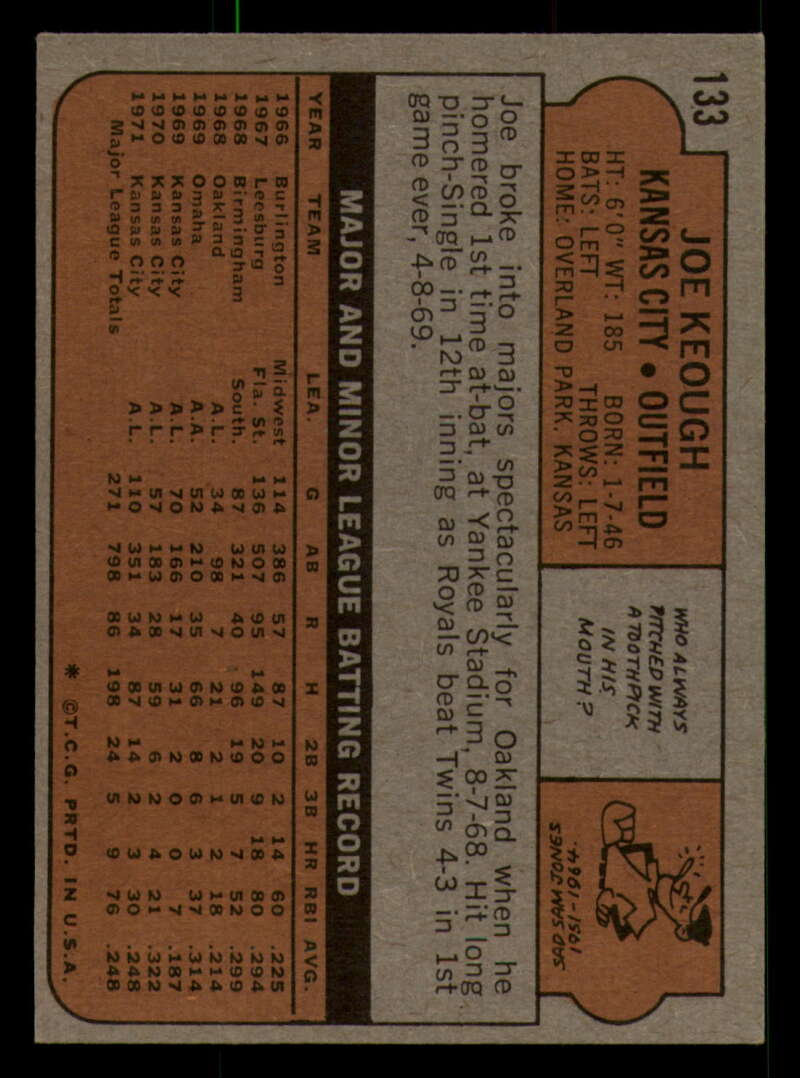 133
JOE KEOUGH
KANSAS CITY • OUTFIELD
HT: 6'0" WT: 185 BORN: 1-7-46
BATS: LEFT THROWS: LEFT
HOME: OVERLAND PARK, KANSAS
WHO ALWAYS
PITCHED WITH
A TOOTHPICK
IN HIS
MOUTH?
SAD SAM JONES
1951-1964.
Joe broke into majors spectacularly for Oakland when he
homered 1st time at-bat, at Yankee Stadium, 8-7-68. Hit long
pinch-Single in 12th inning as Royals beat Twins 4-3 in 1st
game ever, 4-8-69.
MAJOR AND MINOR LEAGUE BATTING RECORD
YEAR TEAM LEA. G AB R H 2B 3B HR RBI AVG.
1966 Burlington Midwest 114 386 57 87 10 2 14 60 .225
1967 Leesburg Fla. St. 136 507 95 149 20 9 18 80 .294
1968 Birmingham South. 87 321 40 96 19 5 7 52 .299
1968 Oakland A.L. 34 98 7 21 2 1 2 18 .214
1969 Omaha A.A. 52 210 35 66 8 6 3 37 .314
1969 Kansas City A.L. 70 166 17 31 2 0 0 7 .187
1970 Kansas City A.L. 57 183 28 59 6 2 4 21 .322
1971 Kansas City A.L. 110 351 34 87 14 2 3 30 .248
Major League Totals 271 798 86 198 24 5 9 76 .248
* ©T.C.G. PRTD. IN U.S.A.